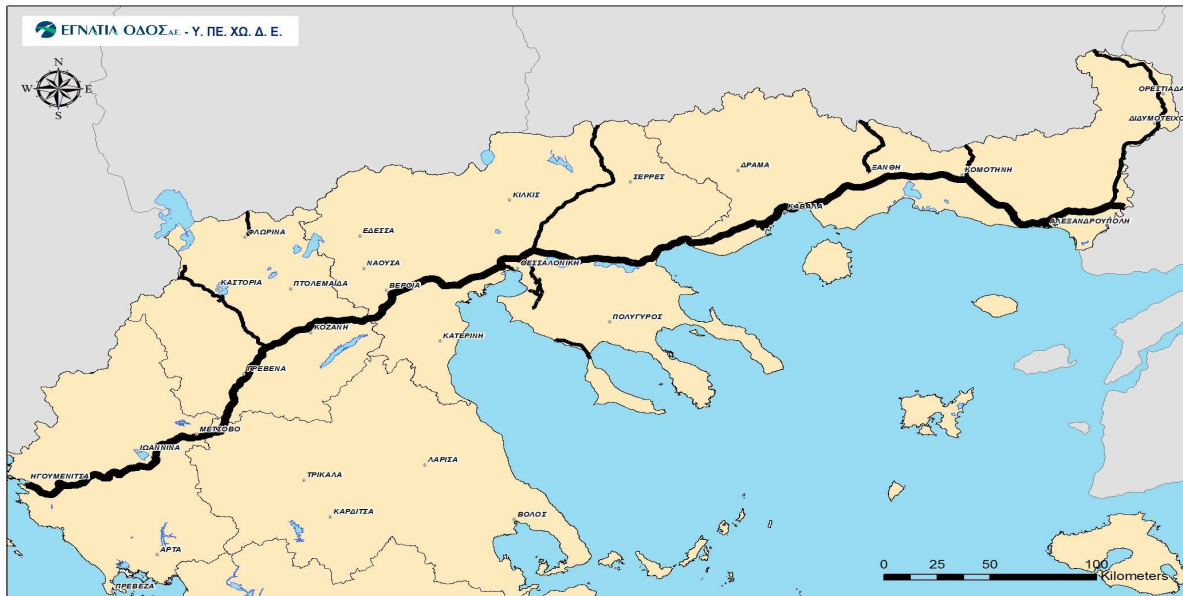 ΕΓΝΑΤΙΑ ΟΔΟΣ Α.Ε. - Υ. ΠΕ. ΧΩ. Δ. Ε.
N
W E
S
ΟΡΕΣΤΙΑΔΑ
ΔΙΔΥΜΟΤΕΙΧΟ
ΞΑΝΘΗ
ΚΟΜΟΤΗΝΗ
ΔΡΑΜΑ
ΣΕΡΡΕΣ
ΚΙΛΚΙΣ
ΚΑΒΑΛΑ
ΑΛΕΞΑΝΔΡΟΥΠΟΛΗ
ΦΛΩΡΙΝΑ
ΕΔΕΣΣΑ
ΘΕΣΣΑΛΟΝΙΚΗ
ΝΑΟΥΣΑ
ΚΑΣΤΟΡΙΑ
ΠΤΟΛΕΜΑΪΔΑ
ΒΕΡΟΙΑ
ΠΟΛΥΓΥΡΟΣ
ΚΟΖΑΝΗ
ΚΑΤΕΡΙΝΗ
ΓΡΕΒΕΝΑ
ΜΕΤΣΟΒΟ
ΙΩΑΝΝΙΝΑ
ΛΑΡΙΣΑ
ΗΓΟΥΜΕΝΙΤΣΑ
ΤΡΙΚΑΛΑ
ΚΑΡΔΙΤΣΑ
ΒΟΛΟΣ
ΑΡΤΑ
ΠΡΕΒΕΖΑ
0 25 50 100
Kilometers